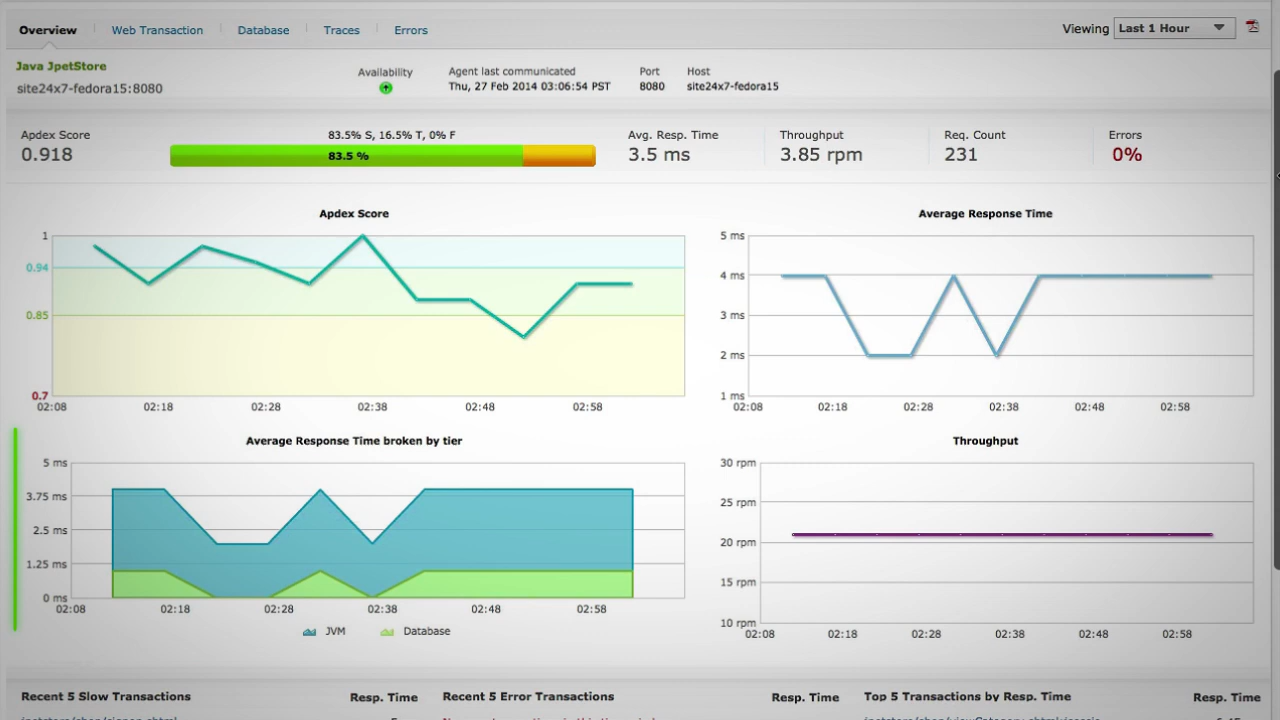 Overview Web Transaction Database Traces Errors Viewing Last 1 Hour
Java JpetStore
site24x7-fedora15:8080
Availability Agent last communicated Port Host
Thu, 27 Feb 2014 03:06:54 PST 8080 site24x7-fedora15
Apdex Score 83.5% S, 16.5% T, 0% F Avg. Resp. Time Throughput Req. Count Errors
0.918 83.5 % 3.5 ms 3.85 rpm 231 0%
Apdex Score
1
0.94
0.85
0.7
02:08 02:18 02:28 02:38 02:48 02:58
Average Response Time
5 ms
4 ms
3 ms
2 ms
1 ms
02:08 02:18 02:28 02:38 02:48 02:58
Average Response Time broken by tier
5 ms
3.75 ms
2.5 ms
1.25 ms
0 ms
02:08 02:18 02:28 02:38 02:48 02:58
JVM Database
Throughput
30 rpm
25 rpm
20 rpm
15 rpm
10 rpm
02:08 02:18 02:28 02:38 02:48 02:58
Recent 5 Slow Transactions Resp. Time Recent 5 Error Transactions Resp. Time Top 5 Transactions by Resp. Time Resp. Time